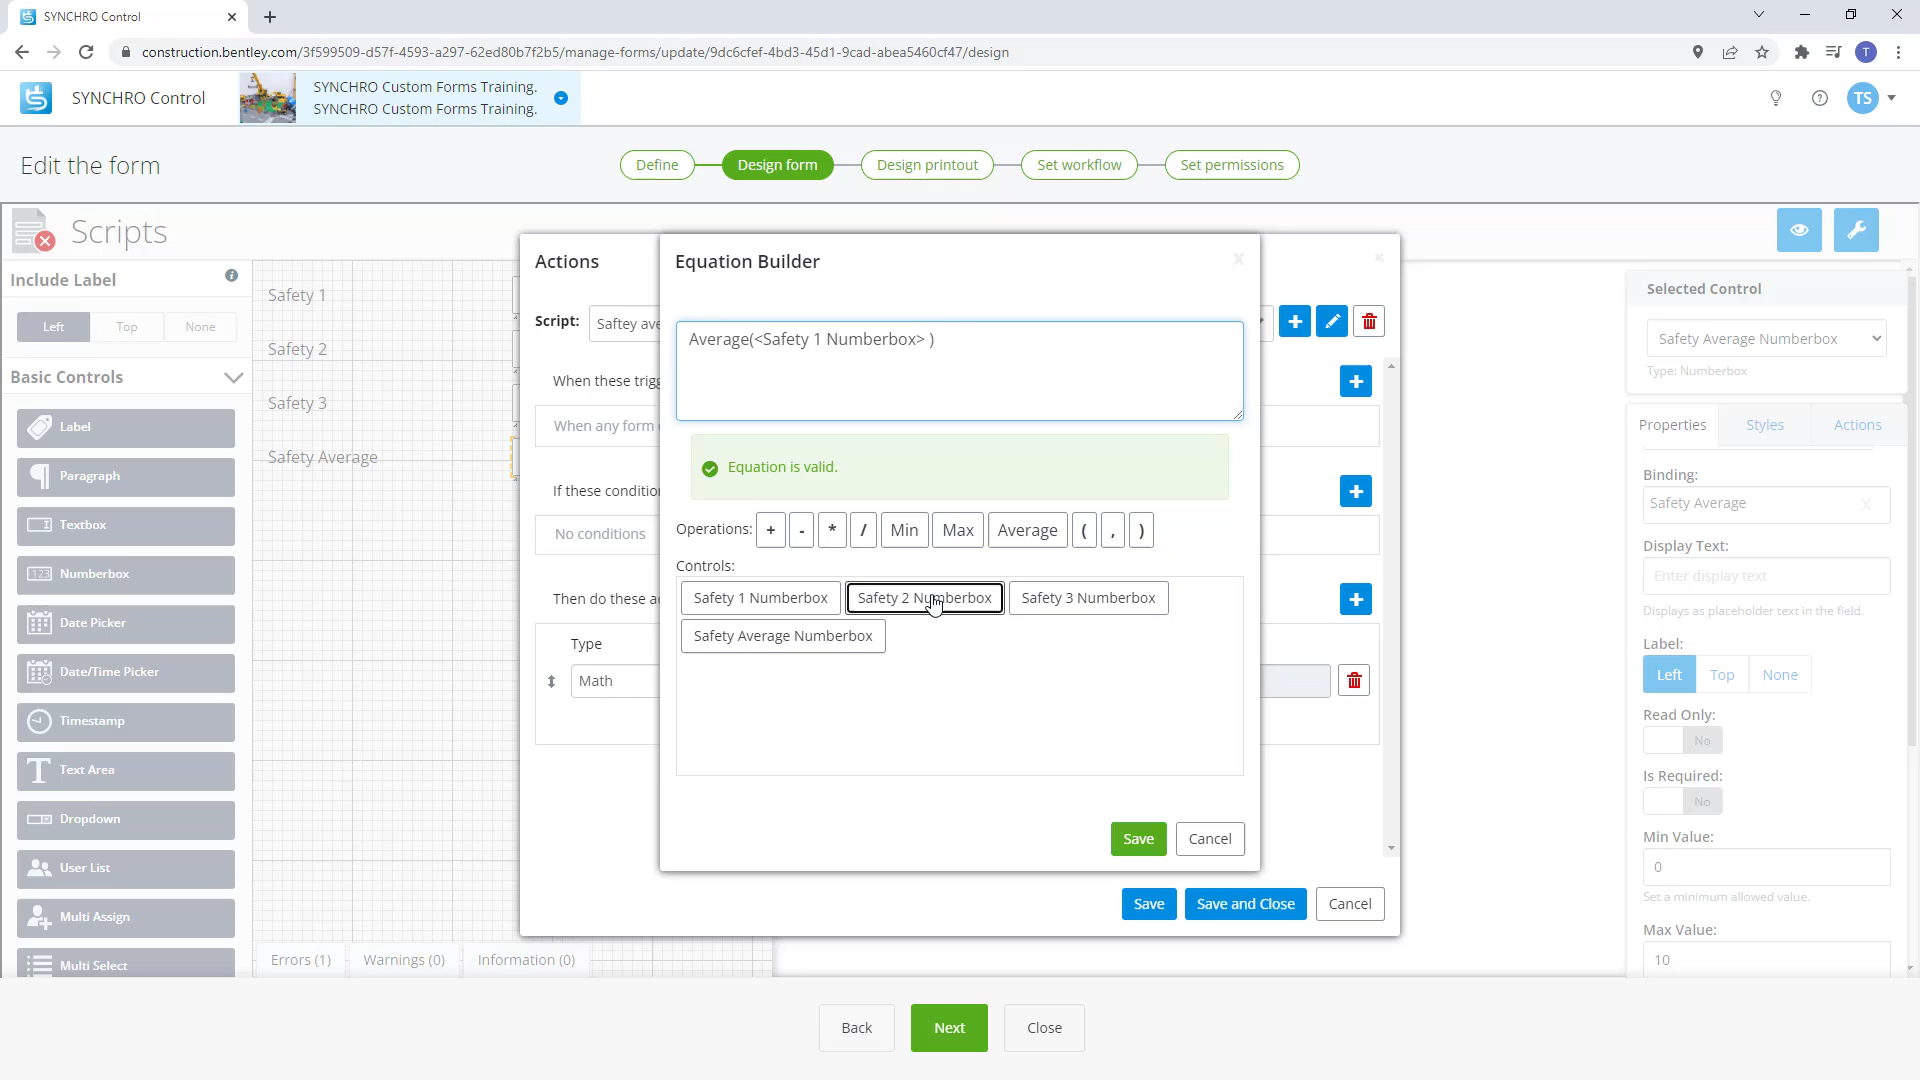 SYNCHRO Control
construction.bentley.com/3f599509-d57f-4593-a297-62ed80b7f2b5/manage-forms/update/9dc6cfef-4bd3-45d1-9cad-abea5460cf47/design
T
SYNCHRO Control
SYNCHRO Custom Forms Training.
SYNCHRO Custom Forms Training.
TS
Edit the form
Define
Design form
Design printout
Set workflow
Set permissions
Scripts
Include Label
Left
Top
None
Basic Controls
Label
Paragraph
Textbox
Numberbox
Date Picker
Date/Time Picker
Timestamp
Text Area
Dropdown
User List
Multi Assign
Multi Select
Safety 1
Safety 2
Safety 3
Safety Average
Errors (1)
Warnings (0)
Information (0)
Actions
Script:
Saftey ave
When these trigg
When any form
If these condition
No conditions
Then do these a
Type
Math
Save
Save and Close
Cancel
Equation Builder
X
Average(<Safety 1 Numberbox> )
Equation is valid.
Operations:
+
-
*
/
Min
Max
Average
(
,
)
Controls:
Safety 1 Numberbox
Safety 2 Numberbox
Safety 3 Numberbox
Safety Average Numberbox
Save
Cancel
Selected Control
Safety Average Numberbox
Type: Numberbox
Properties
Styles
Actions
Binding:
Safety Average
X
Display Text:
Enter display text
Displays as placeholder text in the field.
Label:
Left
Top
None
Read Only:
No
Is Required:
No
Min Value:
0
Set a minimum allowed value.
Max Value:
10
Back
Next
Close